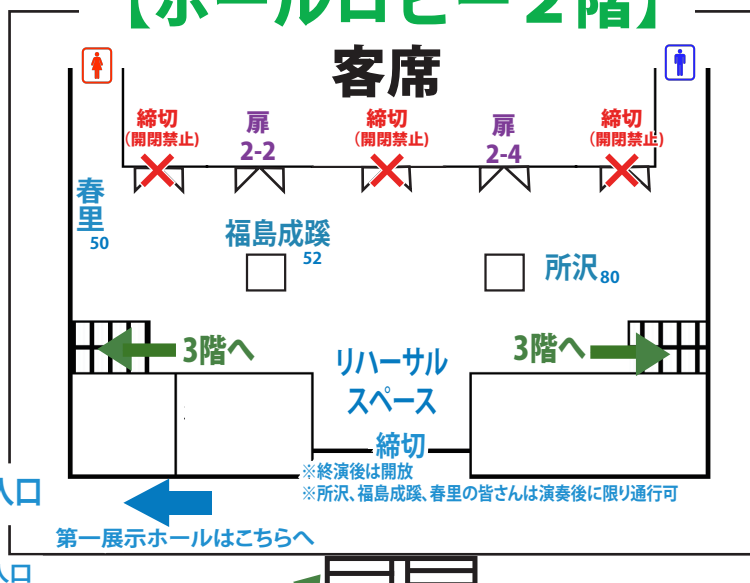 【ホールロビー２階】
客席
締切
(開閉禁止)
扉
2-2
締切
(開閉禁止)
扉
2-4
締切
(開閉禁止)
春里
50
福島成蹊
52
所沢80
3階へ
3階へ
リハーサル
スペース
締切
※終演後は開放
※所沢、福島成蹊、春里の皆さんは演奏後に限り通行可
入口
第一展示ホールはこちらへ
入口